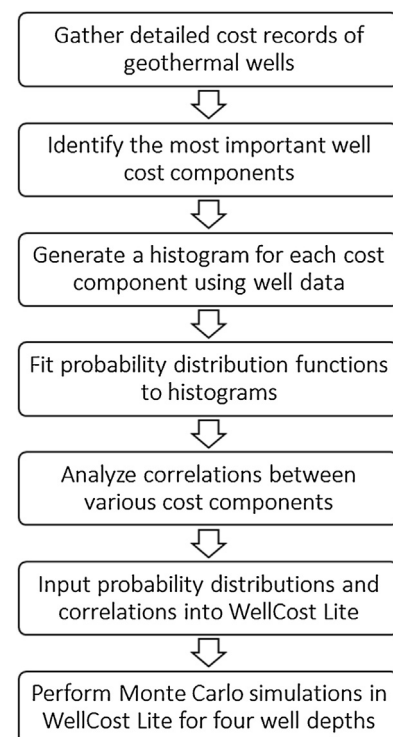 Gather detailed cost records of
geothermal wells
Identify the most important well
cost components
Generate a histogram for each cost
component using well data
Fit probability distribution functions
to histograms
Analyze correlations between
various cost components
Input probability distributions and
correlations into WellCost Lite
Perform Monte Carlo simulations in
WellCost Lite for four well depths